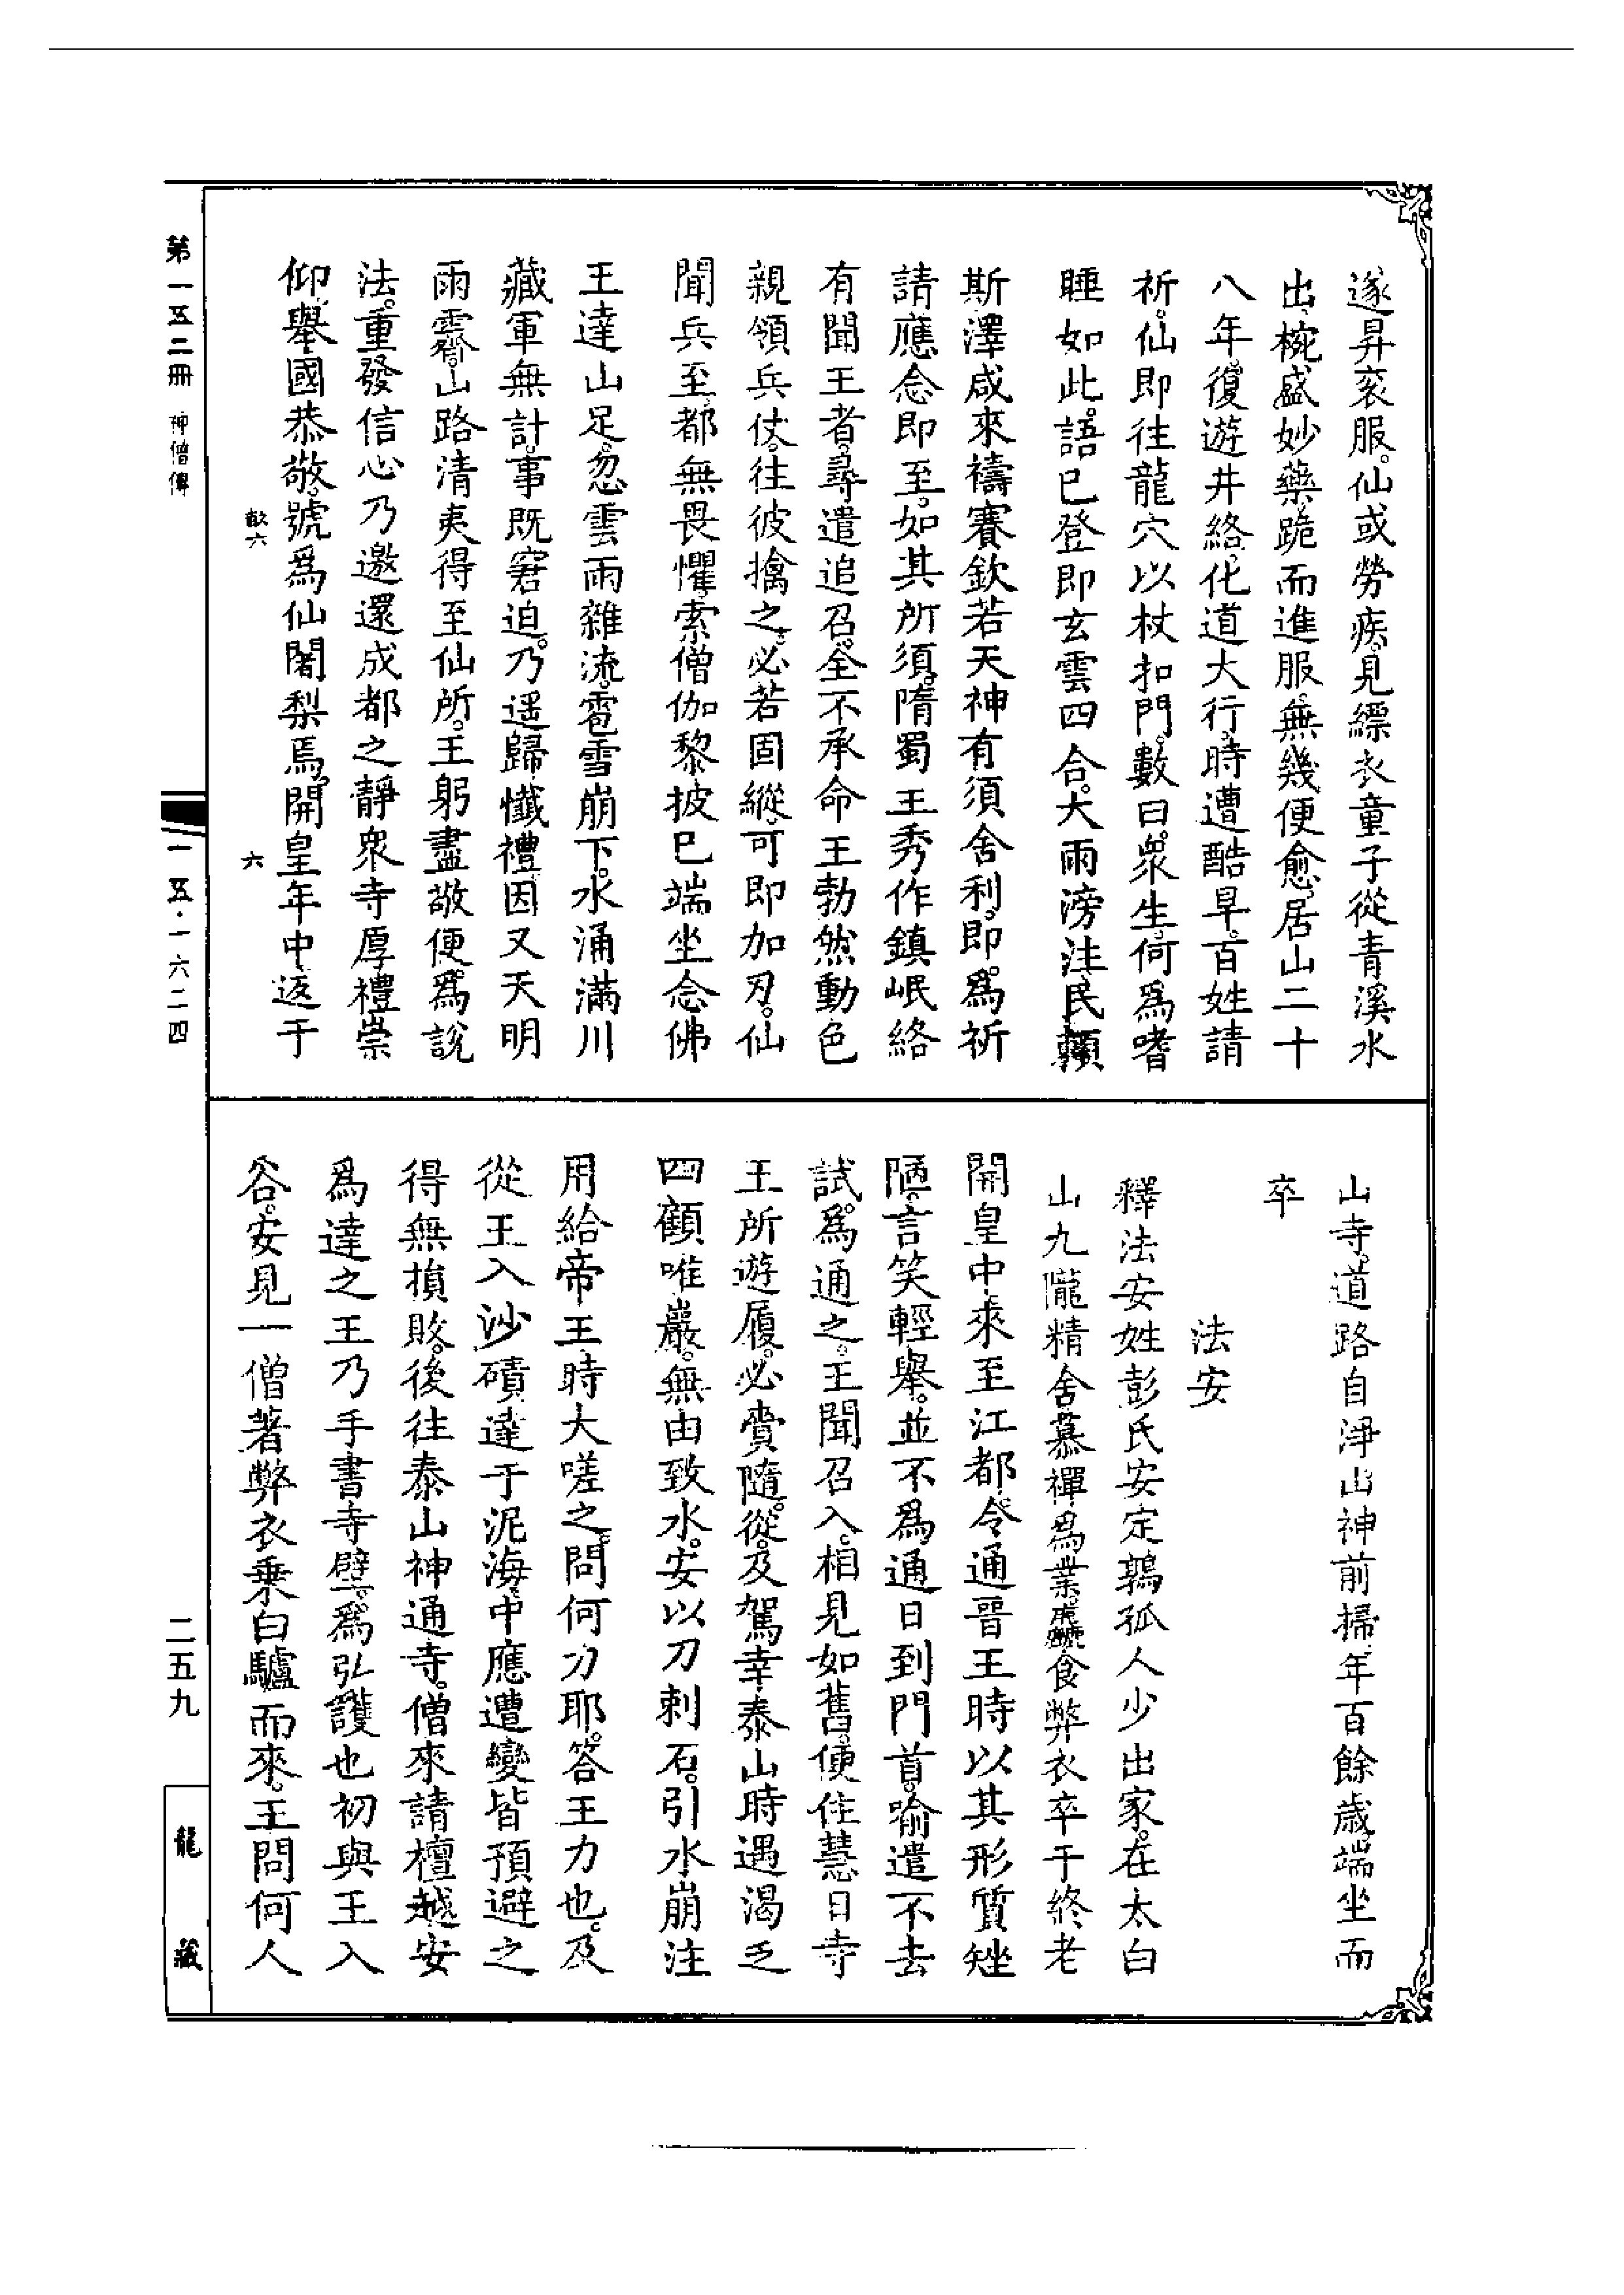 遂昇衮服。仙或勞疾。見縹衣童子從青溪水
出、椀盛妙藥、跪而進服。無幾便愈。居山二十
八年。復遊井絡。化道大行。時遭酷旱。百姓請
祈。仙即往龍穴以杖扣門。數曰。衆生。何爲嗜
睡如此。語已登即玄雲四合。大雨滂注、民賴
斯澤咸來禱賽欽若天神有須舍利。即爲祈
請應念即至。如其所須。隋蜀王秀作鎮岷絡
有聞王者。尋遣追召。全不承命王勃然動色
親領兵仗。往彼擒之。必若固縱。可即加刃。仙
聞兵至。都無畏懼。索僧伽黎披已端坐念佛
王達山足。忽雲雨雜流。雹雪崩下。水涌滿川
藏軍無計。事既窘迫。乃遥歸懺禮。因又天明
雨霽。山路清夷得至仙所。王躬盡敬便爲說
法。重發信心乃邀還成都之靜衆寺厚禮崇
仰舉國恭敬。號爲仙闍梨焉。開皇年中返于
山寺。道路自淨山神前掃。年百餘歲。端坐而
卒
法安
釋法安姓彭氏安定鶉孤人少出家。在太白
山九隴精舍慕禪爲業麤食弊衣卒于終老
開皇中來至江都。令通晋王時以其形質矬
陋。言笑輕舉。並不爲通日到門首。喻遣不去
試爲通之。王聞召入。相見如舊。便住慧日寺
王所遊履。必賷隨從。及駕幸泰山時遇渴乏
四顧唯巖。無由致水。安以刀刺石。引水崩注
用給帝王時大嗟之。問何力耶。答王力也。及
從王入沙磧達于泥海。中應遭變皆預避之
得無損敗。後往泰山神通寺。僧來請檀越安
爲達之王乃手書寺壁。爲弘護也初與王入
谷。安見一僧著弊衣乘白驢而來。王問何人
第一五二冊 神僧傳
六
一五·一六二四
二五九
龍藏